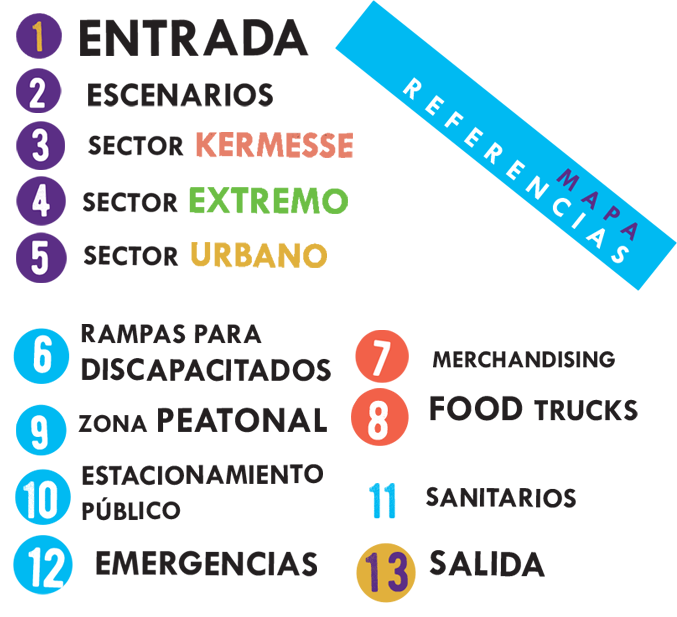 1 ENTRADA
2 ESCENARIOS
3 SECTOR KERMESSE
4 SECTOR EXTREMO
5 SECTOR URBANO
MAPA
REFERENCIAS
6 RAMPAS PARA
DISCAPACITADOS
7 MERCHANDISING
8 FOOD TRUCKS
9 ZONA PEATONAL
10 ESTACIONAMIENTO
PÚBLICO
11 SANITARIOS
12 EMERGENCIAS
13 SALIDA